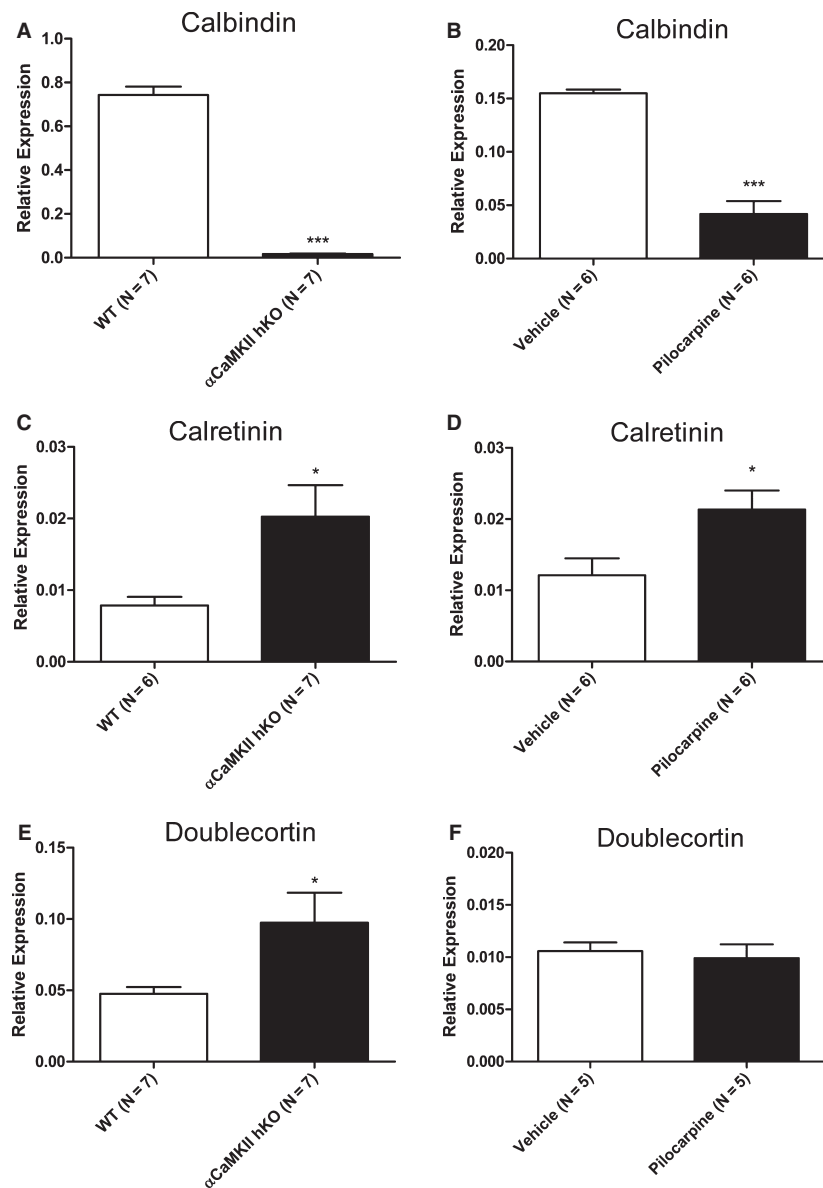 A
Calbindin
1.0
0.8
0.6
0.4
0.2
0.0
Relative Expression
***
WT (N = 7)
αCaMKII hKO (N = 7)
B
Calbindin
0.20
0.15
0.10
0.05
0.00
Relative Expression
***
Vehicle (N = 6)
Pilocarpine (N = 6)
C
Calretinin
0.03
0.02
0.01
0.00
Relative Expression
*
WT (N = 6)
αCaMKII hKO (N = 7)
D
Calretinin
0.03
0.02
0.01
0.00
Relative Expression
*
Vehicle (N = 6)
Pilocarpine (N = 6)
E
Doublecortin
0.15
0.10
0.05
0.00
Relative Expression
*
WT (N = 7)
αCaMKII hKO (N = 7)
F
Doublecortin
0.020
0.015
0.010
0.005
0.000
Relative Expression
Vehicle (N = 5)
Pilocarpine (N = 5)